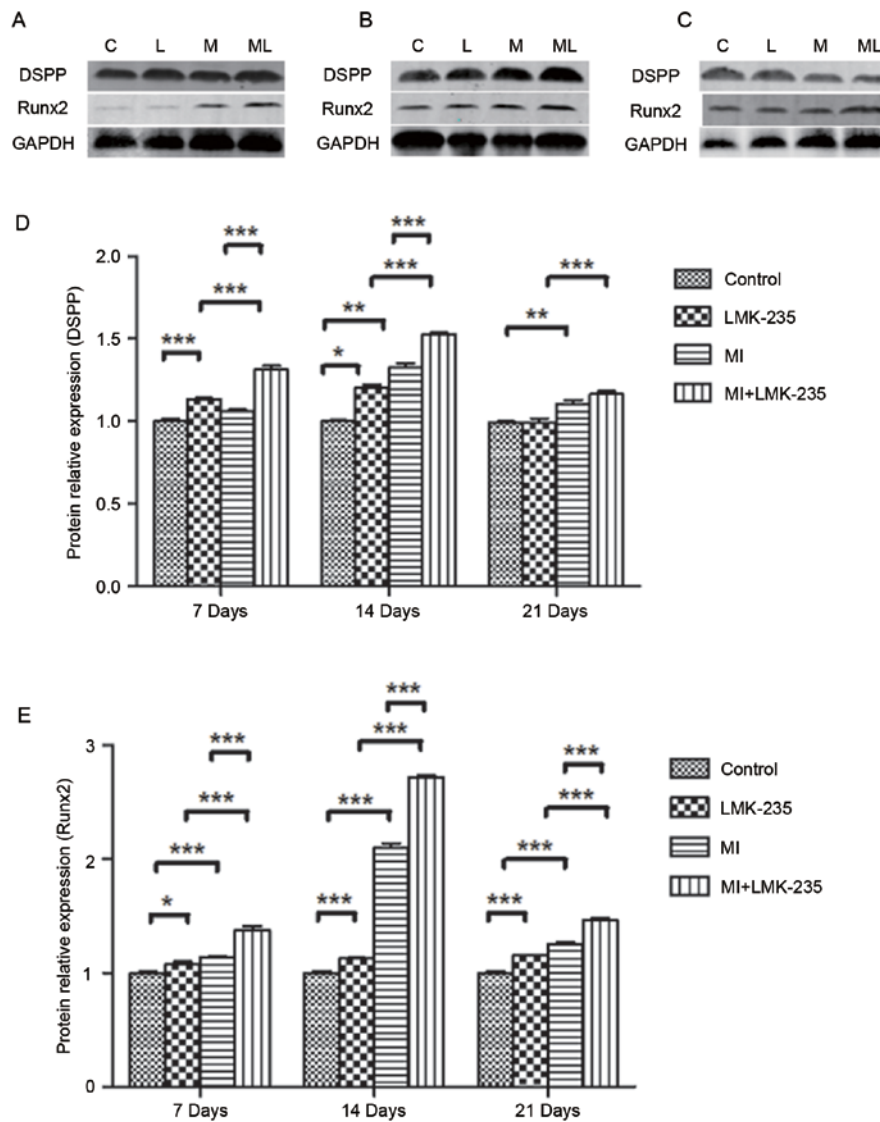 A
C L M ML
DSPP
Runx2
GAPDH
B
C L M ML
DSPP
Runx2
GAPDH
C
C L M ML
DSPP
Runx2
GAPDH
D
Protein relative expression (DSPP)
2.0
1.5
1.0
0.5
0.0
***
***
***
***
***
**
*
***
**
7 Days
14 Days
21 Days
Control
LMK-235
MI
MI+LMK-235
E
Protein relative expression (Runx2)
3
2
1
0
***
***
***
*
***
***
***
***
***
***
***
***
7 Days
14 Days
21 Days
Control
LMK-235
MI
MI+LMK-235